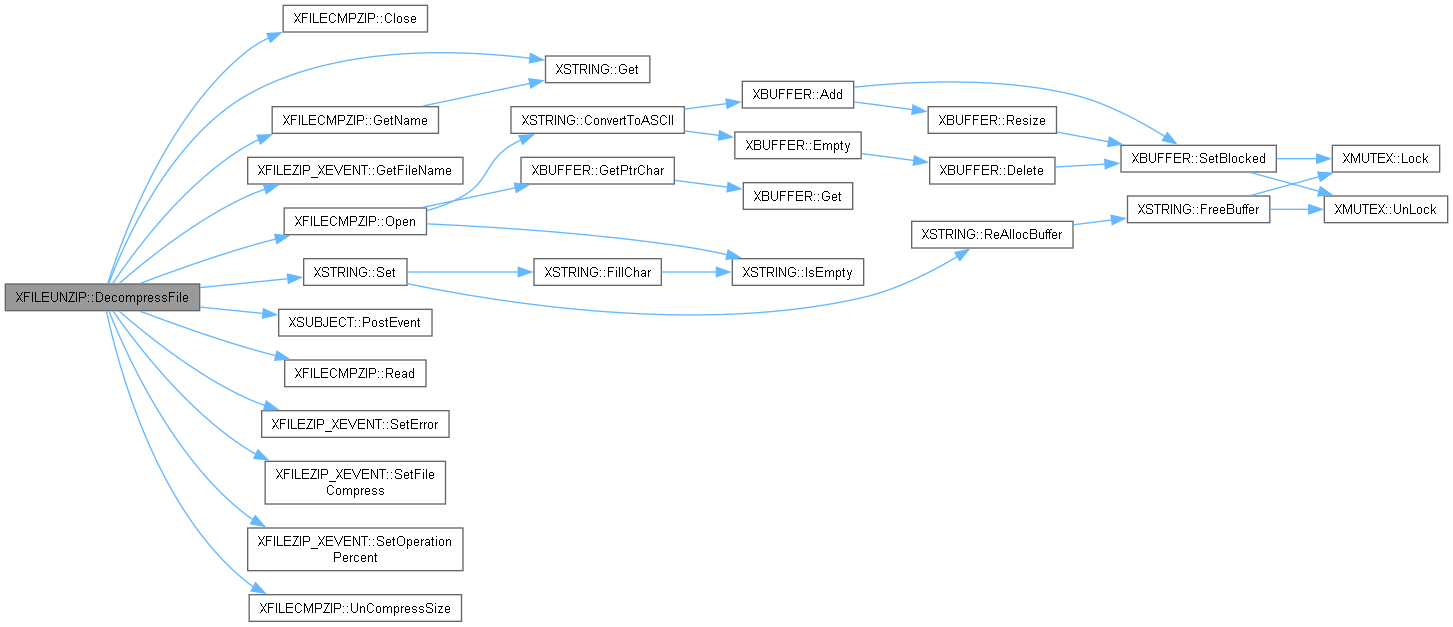 XFILECMPZIP::Close
XSTRING::Get
XBUFFER::Add
XFILECMPZIP::GetName
XSTRING::ConvertToASCII
XBUFFER::Resize
XBUFFER::Empty
XBUFFER::SetBlocked
XMUTEX::Lock
XFILEZIP_XEVENT::GetFileName
XBUFFER::GetPtrChar
XBUFFER::Delete
XBUFFER::Get
XSTRING::FreeBuffer
XMUTEX::UnLock
XFILECMPZIP::Open
XSTRING::ReAllocBuffer
XSTRING::Set
XSTRING::FillChar
XSTRING::IsEmpty
XFILEUNZIP::DecompressFile
XSUBJECT::PostEvent
XFILECMPZIP::Read
XFILEZIP_XEVENT::SetError
XFILEZIP_XEVENT::SetFile
Compress
XFILEZIP_XEVENT::SetOperation
Percent
XFILECMPZIP::UnCompressSize